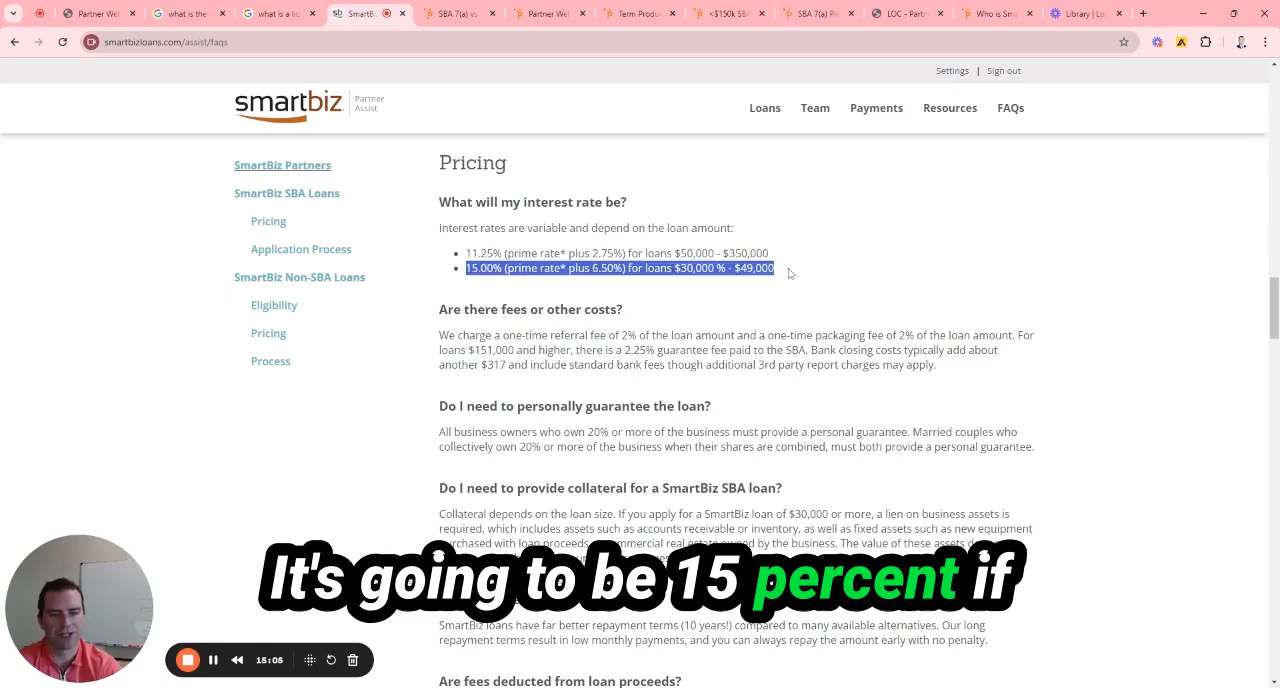 Partner Wel
what is the
what is a lic
SmartBi
SBA 7(a) vs
Partner Wel
Term Produ
<$150k SBA
SBA 7(a) Pr
LOC - Partn
Who is Sma
Library | Lo
smartbizloans.com/assist/faqs
Settings | Sign out
smartbiz Partner Assist
Loans Team Payments Resources FAQs
SmartBiz Partners
SmartBiz SBA Loans
Pricing
Application Process
SmartBiz Non-SBA Loans
Eligibility
Pricing
Process
Pricing
What will my interest rate be?
Interest rates are variable and depend on the loan amount:
• 11.25% (prime rate* plus 2.75%) for loans $50,000 - $350,000
• 15.00% (prime rate* plus 6.50%) for loans $30,000 % - $49,000
Are there fees or other costs?
We charge a one-time referral fee of 2% of the loan amount and a one-time packaging fee of 2% of the loan amount. For
loans $151,000 and higher, there is a 2.25% guarantee fee paid to the SBA. Bank closing costs typically add about
another $317 and include standard bank fees though additional 3rd party report charges may apply.
Do I need to personally guarantee the loan?
All business owners who own 20% or more of the business must provide a personal guarantee. Married couples who
collectively own 20% or more of the business when their shares are combined, must both provide a personal guarantee.
Do I need to provide collateral for a SmartBiz SBA loan?
Collateral depends on the loan size. If you apply for a SmartBiz loan of $30,000 or more, a lien on business assets is
required, which includes assets such as accounts receivable or inventory, as well as fixed assets such as new equipment
purchased with loan proceeds
owned by the business. The value of these assets
It's going to be 15 percent if
SmartBiz loans have far better repayment terms (10 years!) compared to many available alternatives. Our long
repayment terms result in low monthly payments, and you can always repay the amount early with no penalty.
Are fees deducted from loan proceeds?
15:05